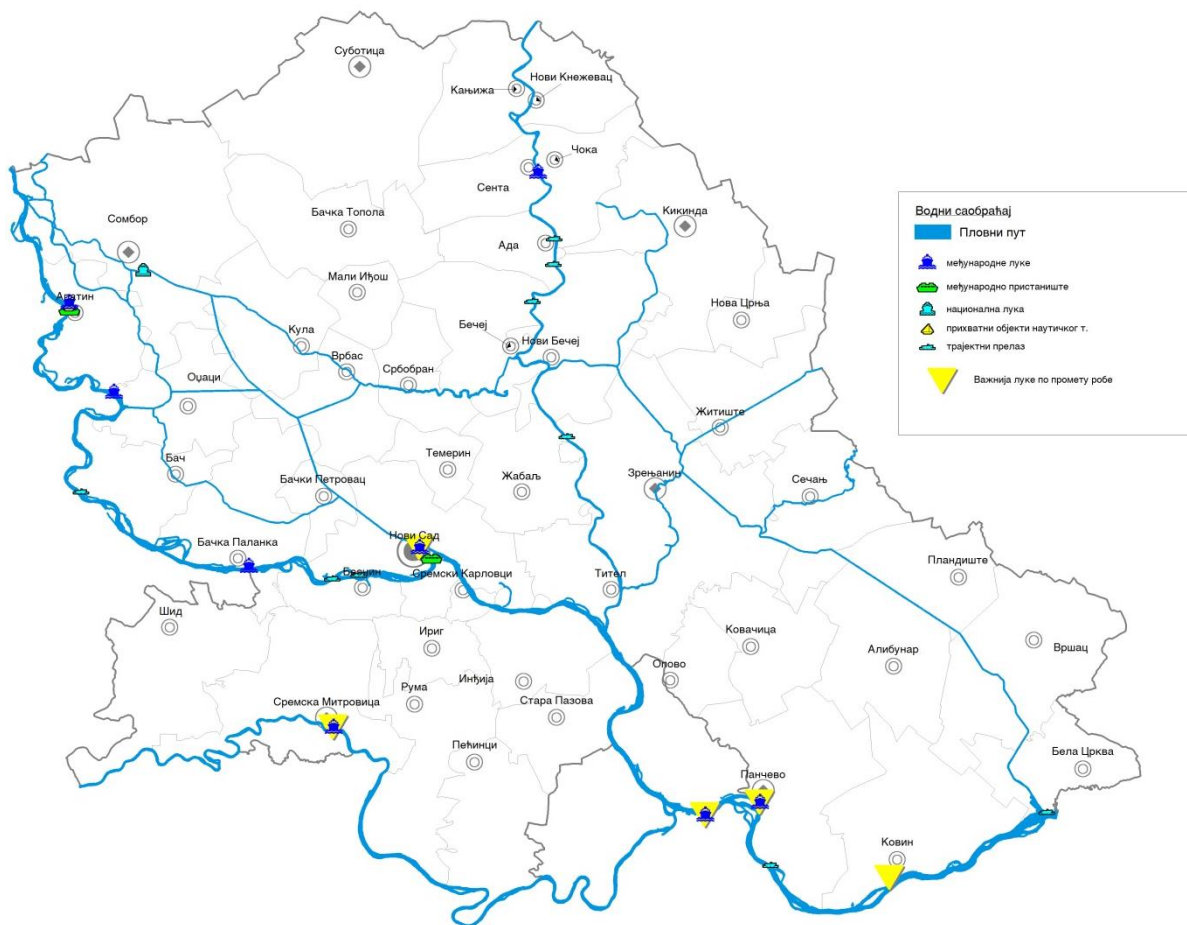 Суботица
Нови Кнежевац
Кањижа
Чока
Сента
Сомбор
Бачка Топола
Кикинда
Ада
Мали Иђош
Апатин
Нова Црња
Кула
Бечеј
Нови Бечеј
Врбас
Србобран
Оџаци
Житиште
Темерин
Бач
Жабаљ
Зрењанин
Сечањ
Бачки Петровац
Нови Сад
Бачка Паланка
Беочин
Сремски Карловци
Тител
Пландиште
Шид
Ириг
Ковачица
Алибунар
Вршац
Опово
Инђија
Рума
Сремска Митровица
Стара Пазова
Пећинци
Бела Црква
Панчево
Ковин
Водни саобраћај
Пловни пут
међународне луке
међународно пристаниште
национална лука
прихватни објекти наутичког т.
трајектни прелаз
Важнија луке по промету робе